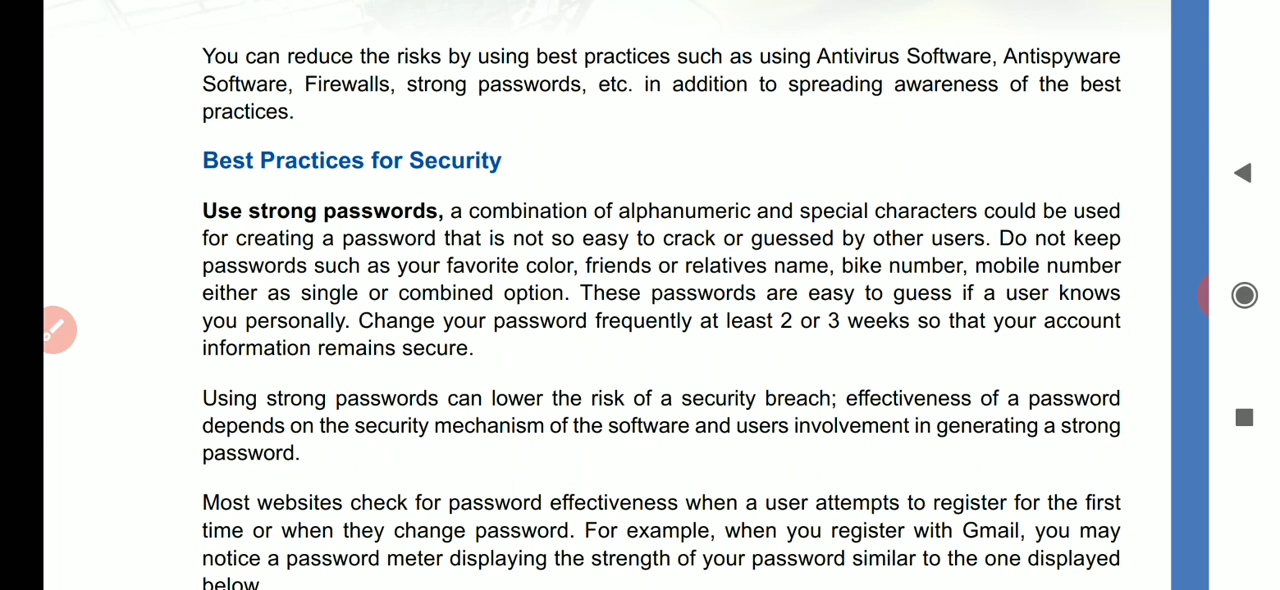 You can reduce the risks by using best practices such as using Antivirus Software, Antispyware
Software, Firewalls, strong passwords, etc. in addition to spreading awareness of the best
practices.
Best Practices for Security
Use strong passwords, a combination of alphanumeric and special characters could be used
for creating a password that is not so easy to crack or guessed by other users. Do not keep
passwords such as your favorite color, friends or relatives name, bike number, mobile number
either as single or combined option. These passwords are easy to guess if a user knows
you personally. Change your password frequently at least 2 or 3 weeks so that your account
information remains secure.
Using strong passwords can lower the risk of a security breach; effectiveness of a password
depends on the security mechanism of the software and users involvement in generating a strong
password.
Most websites check for password effectiveness when a user attempts to register for the first
time or when they change password. For example, when you register with Gmail, you may
notice a password meter displaying the strength of your password similar to the one displayed
below